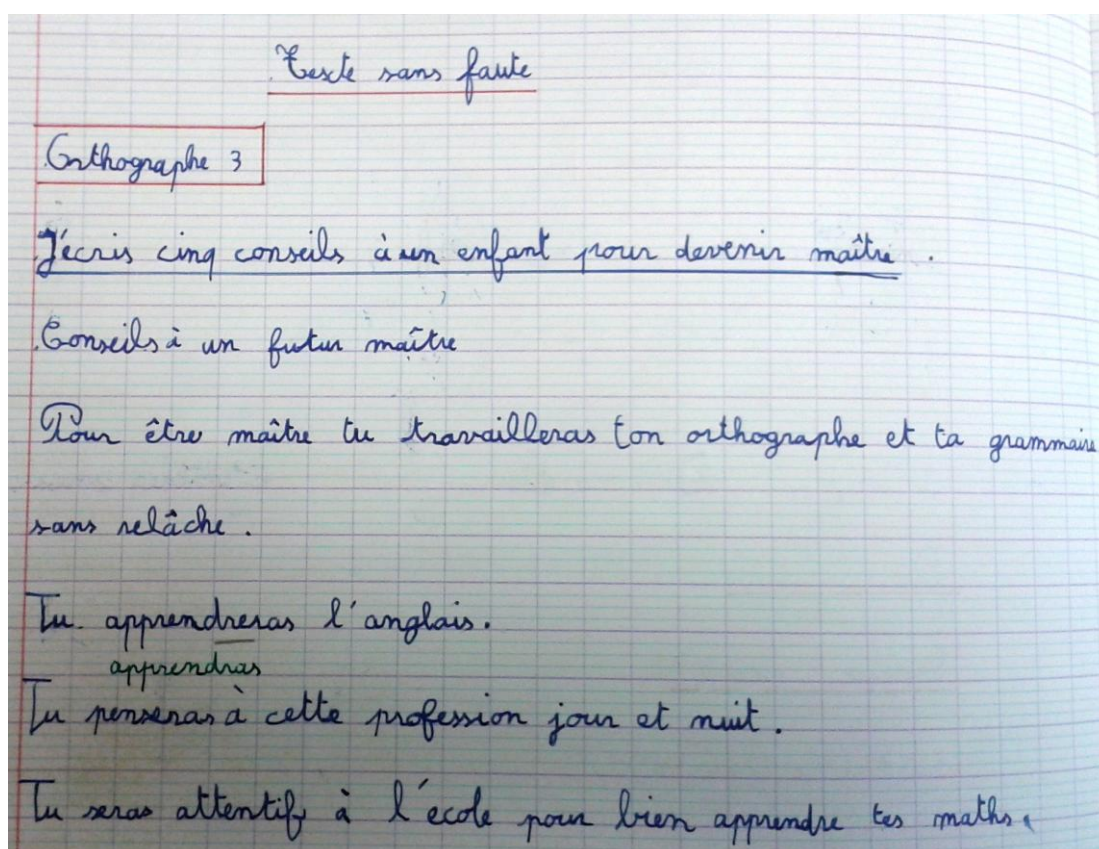 Texte sans faute
Orthographe 3
J'écris cinq conseils à un enfant pour devenir maître.
Conseils à un futur maître
Pour être maître tu travailleras ton orthographe et ta grammaire
sans relâche.
Tu apprendreras l'anglais.
apprendras
Tu penseras à cette profession jour et nuit.
Tu seras attentif à l'école pour bien apprendre tes maths.